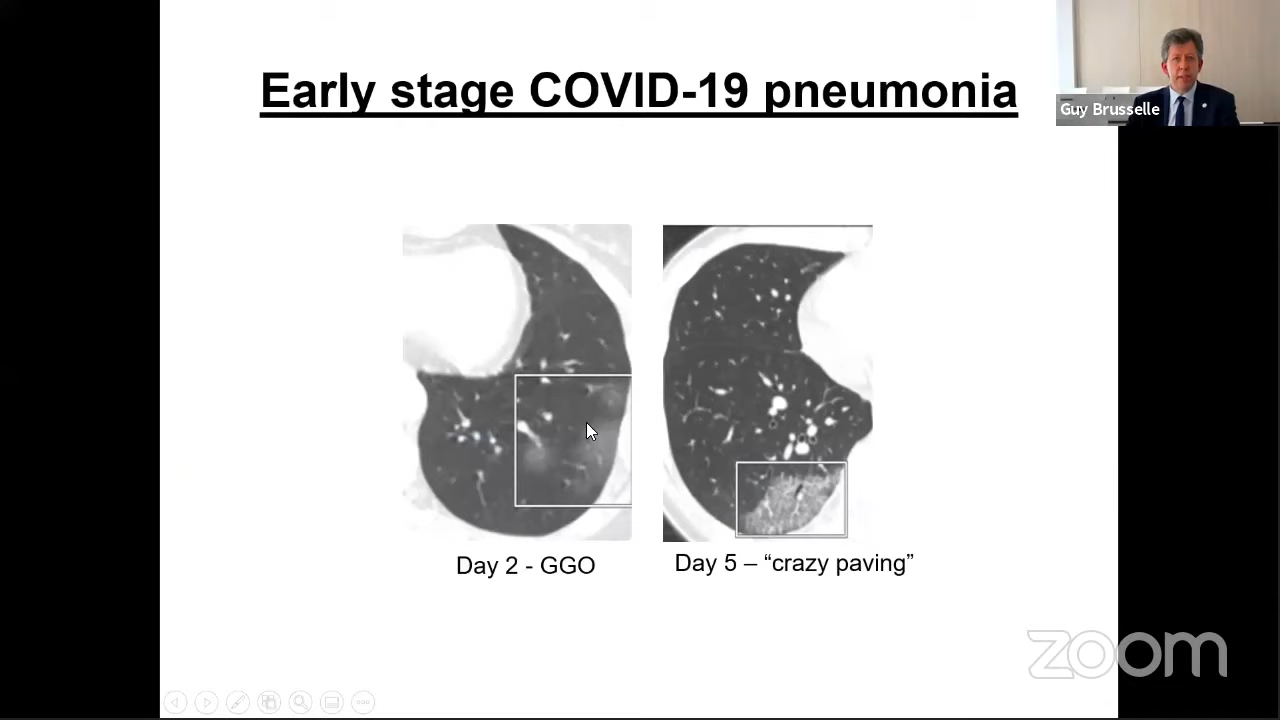 Early stage COVID-19 pneumonia
Guy Brusselle
Day 2 - GGO
Day 5 – “crazy paving”
zoom